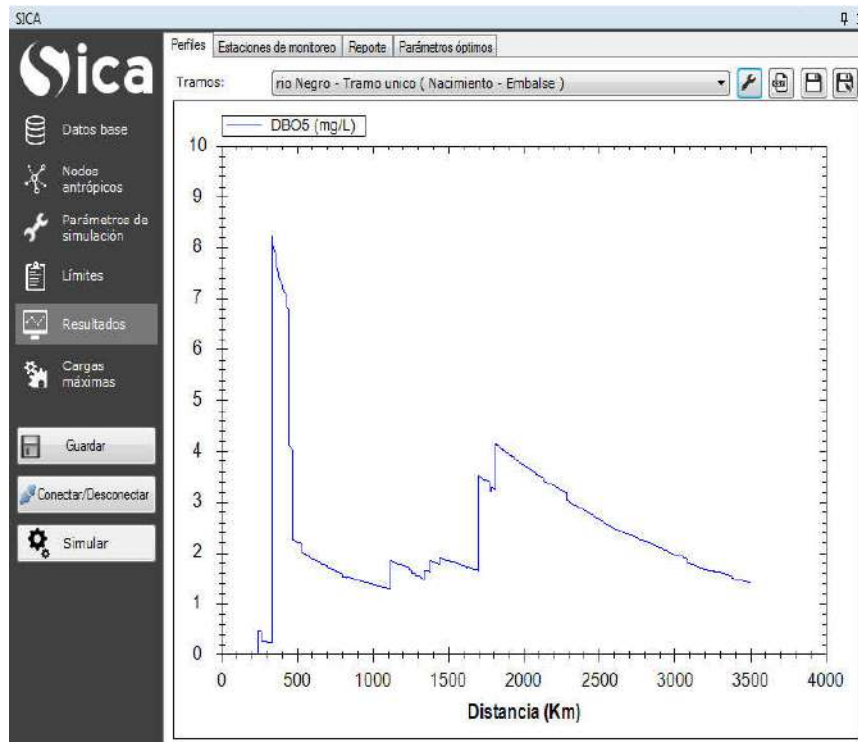 SICA
Sica
Datos base
Nodos
antrópicos
Parámetros de
simulación
Límites
Resultados
Cargas
máximas
Guardar
Conectar/Desconectar
Simular
Perfiles Estaciones de monitoreo Reporte Parámetros óptimos
Tramos: rio Negro - Tramo unico ( Nacimiento - Embalse )
DBO5 (mg/L)
10
9
8
7
6
5
4
3
2
1
0
0 500 1000 1500 2000 2500 3000 3500 4000
Distancia (Km)